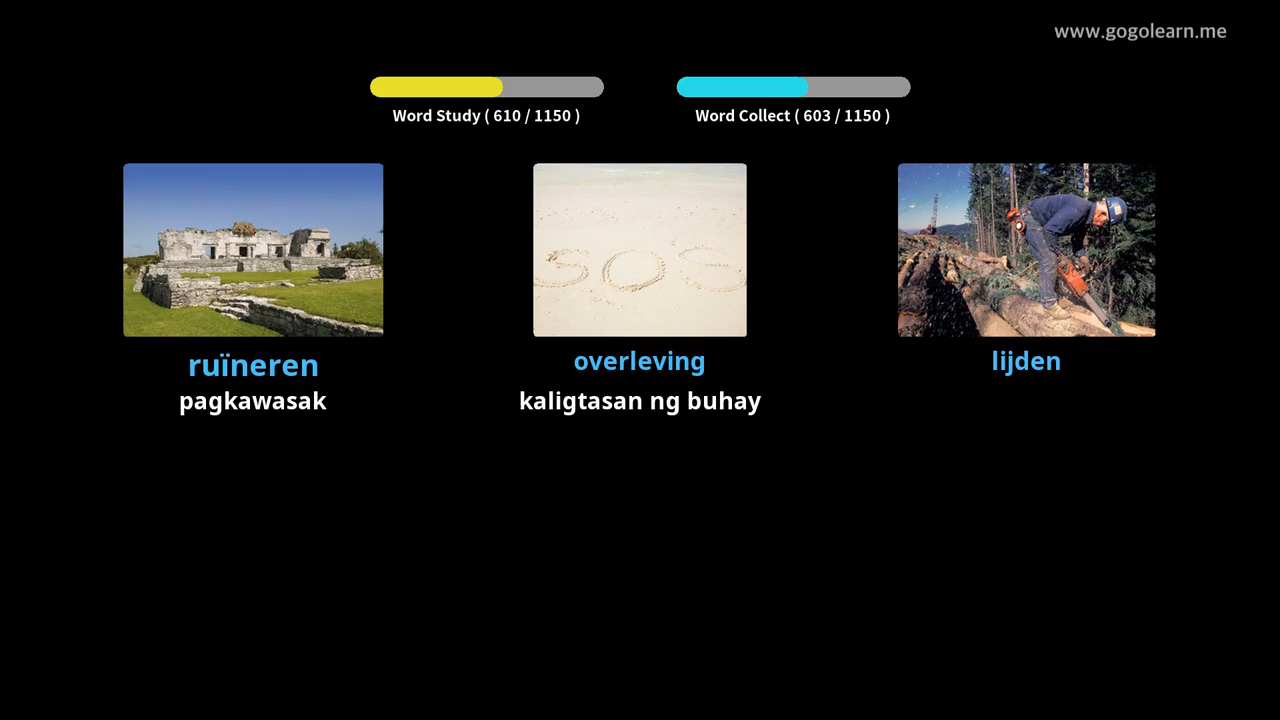 www.gogolearn.me
Word Study ( 610 / 1150 )
Word Collect ( 603 / 1150 )
SOS
ruïneren
pagkawasak
overleving
kaligtasan ng buhay
lijden